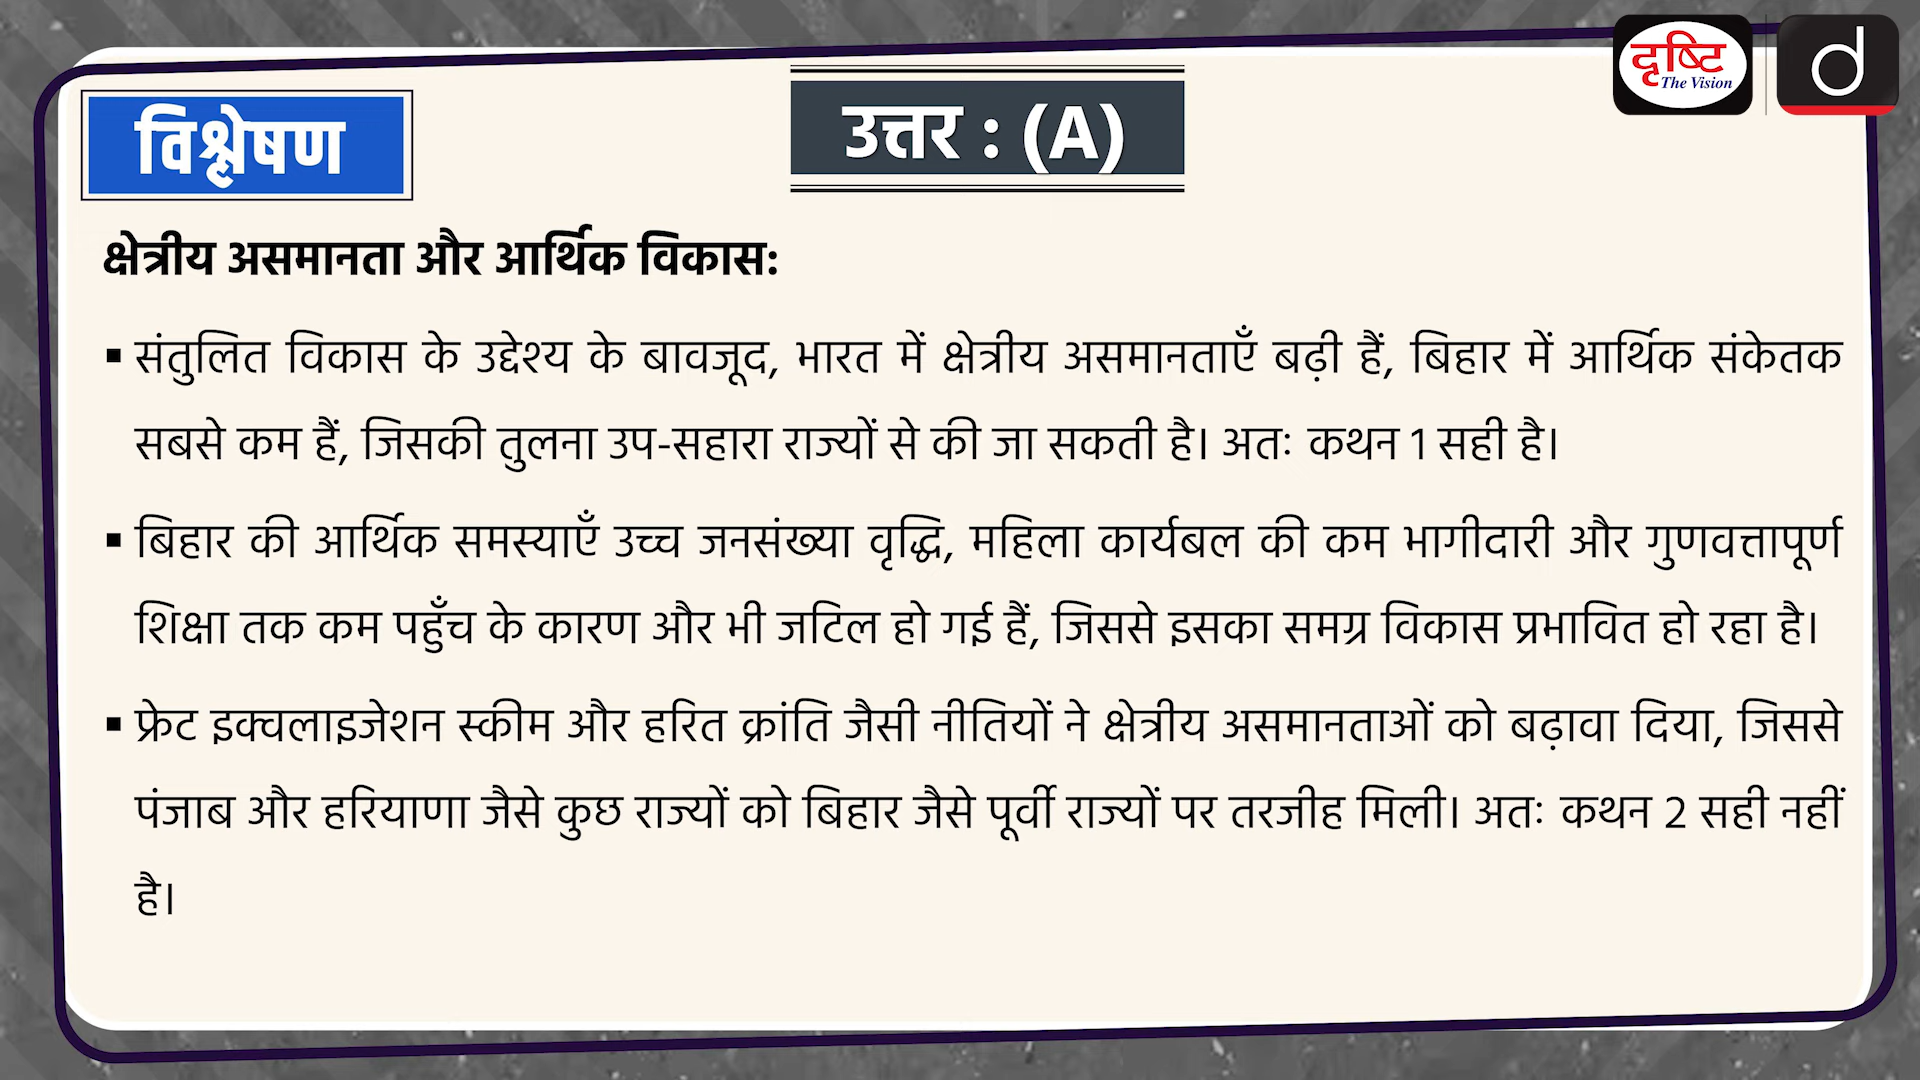 दृष्टि
The Vision
d
विश्लेषण
उत्तर : (A)
क्षेत्रीय असमानता और आर्थिक विकास:
▪ संतुलित विकास के उद्देश्य के बावजूद, भारत में क्षेत्रीय असमानताएँ बढ़ी हैं, बिहार में आर्थिक संकेतक
सबसे कम हैं, जिसकी तुलना उप-सहारा राज्यों से की जा सकती है। अतः कथन 1 सही है।
▪ बिहार की आर्थिक समस्याएँ उच्च जनसंख्या वृद्धि, महिला कार्यबल की कम भागीदारी और गुणवत्तापूर्ण
शिक्षा तक कम पहुँच के कारण और भी जटिल हो गई हैं, जिससे इसका समग्र विकास प्रभावित हो रहा है।
▪ फ्रेट इक्वलाइजेशन स्कीम और हरित क्रांति जैसी नीतियों ने क्षेत्रीय असमानताओं को बढ़ावा दिया, जिससे
पंजाब और हरियाणा जैसे कुछ राज्यों को बिहार जैसे पूर्वी राज्यों पर तरजीह मिली। अतः कथन 2 सही नहीं
है।